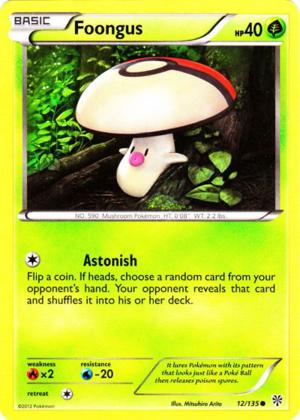 BASIC
Foongus
HP40
NO. 590 Mushroom Pokémon HT. 0'08" WT. 2.2 lbs.
Astonish
Flip a coin. If heads, choose a random card from your
opponent's hand. Your opponent reveals that card
and shuffles it into his or her deck.
weakness
×2
resistance
-20
retreat
It lures Pokémon with its pattern
that looks just like a Poké Ball
then releases poison spores.
©2012 Pokémon
Illus. Mitsuhiro Arita
12/135